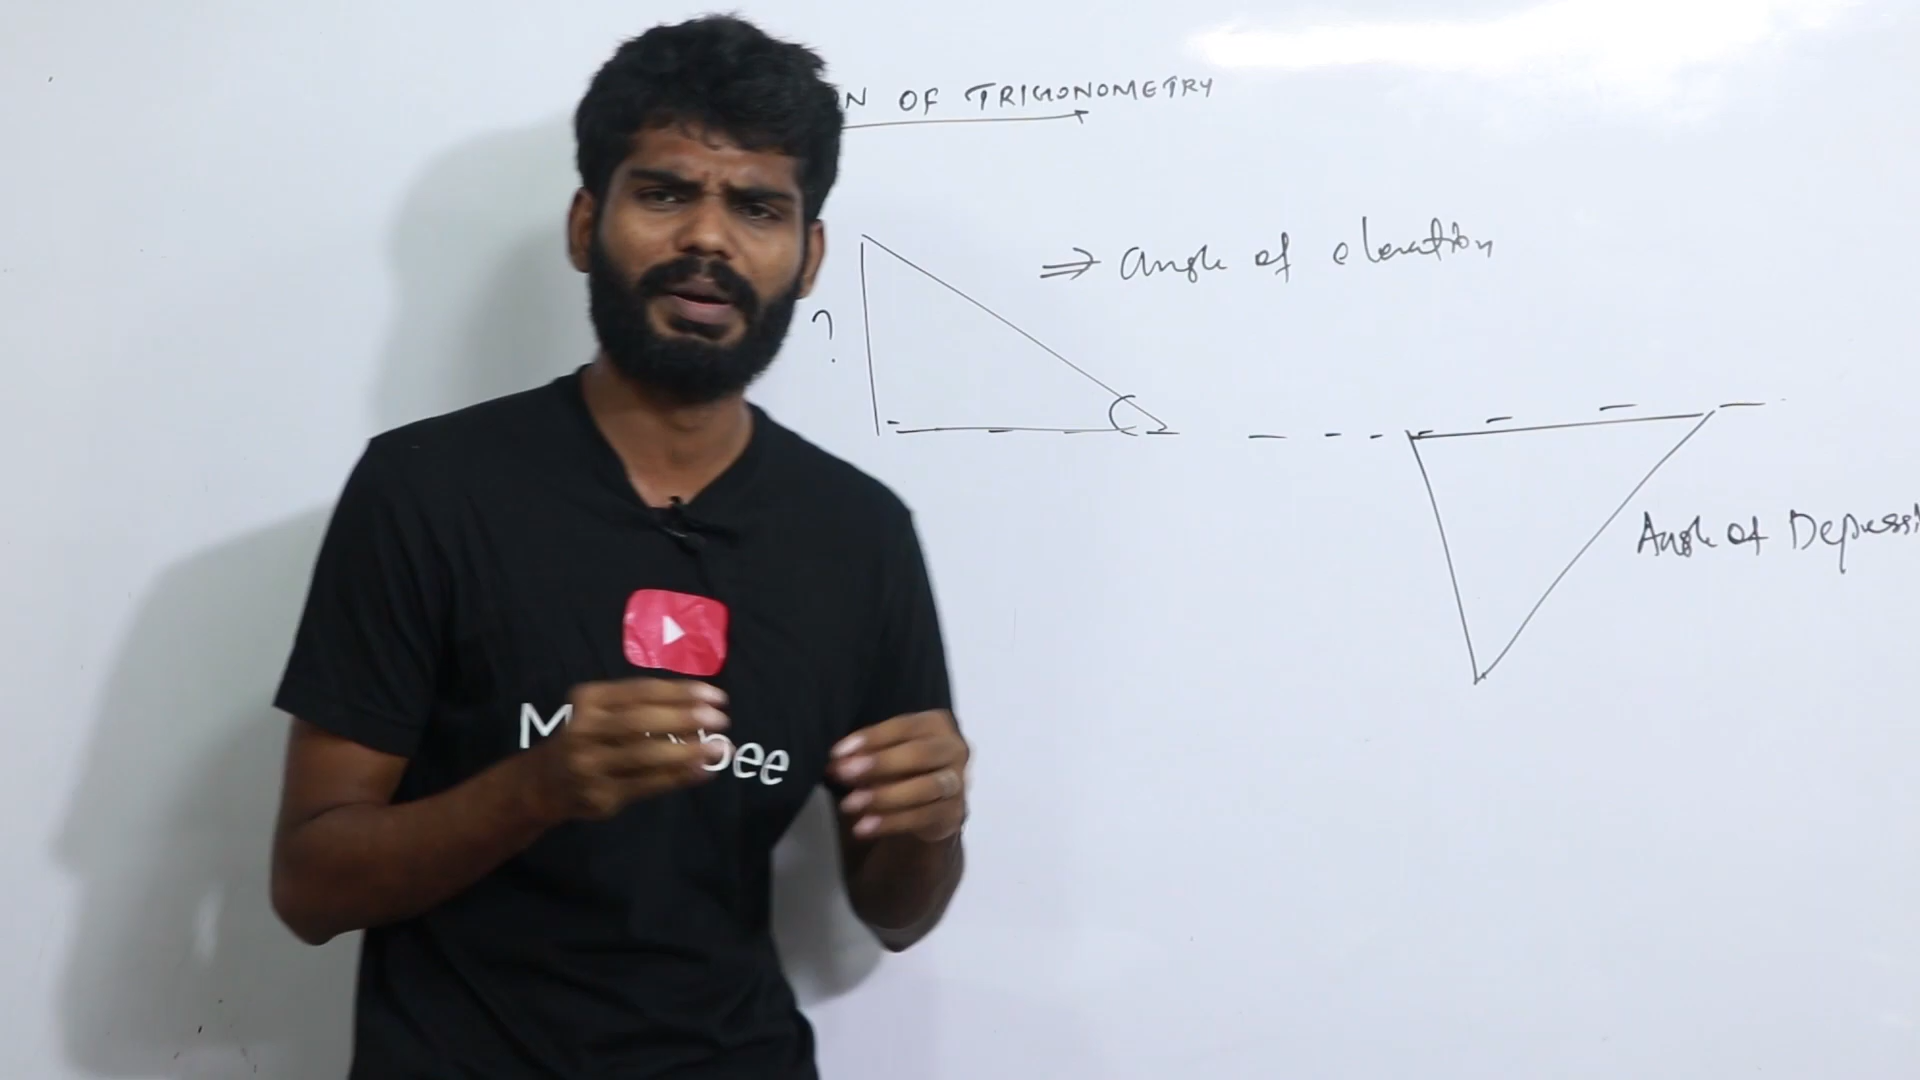 N OF TRIGONOMETRY
⇒ Angle of elevation
?
Angle of Depressi
M bee